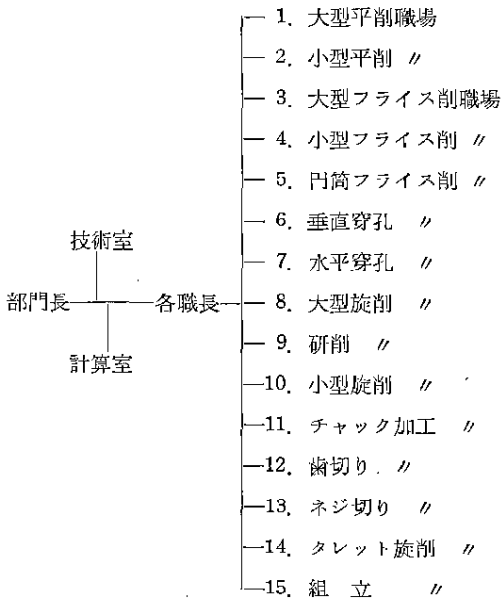 1. 大型平削職場
2. 小型平削 〃
3. 大型フライス削職場
4. 小型フライス削 〃
5. 円筒フライス削 〃
6. 垂直穿孔 〃
技術室
7. 水平穿孔 〃
部門長 各職長 8. 大型旋削 〃
9. 研削 〃
計算室
10. 小型旋削 〃
11. チャック加工 〃
12. 歯切り 〃
13. ネジ切り 〃
14. タレット旋削 〃
15. 組 立 〃